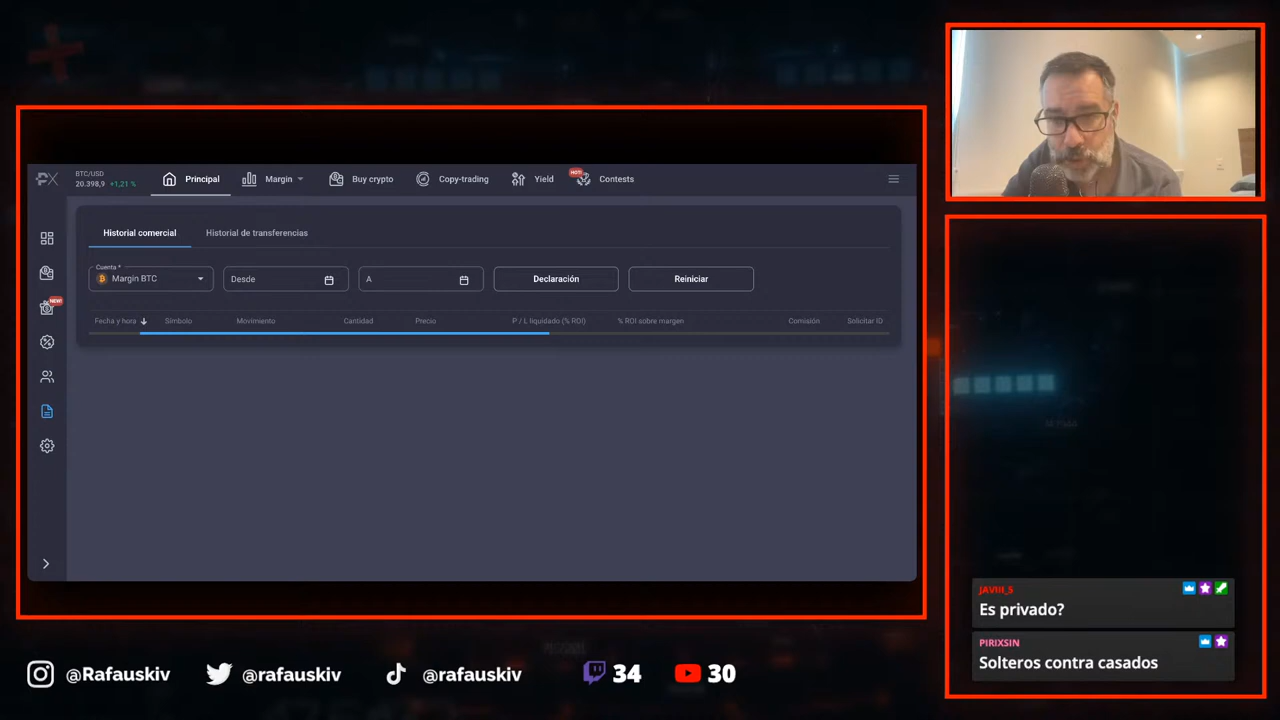 PX
BTC/USD
20.398,9 +1,21 %
Principal
Margin
Buy crypto
Copy-trading
Yield
HOT!
Contests
Historial comercial
Historial de transferencias
Cuenta *
Margin BTC
Desde
A
Declaración
Reiniciar
NEW!
Fecha y hora
Símbolo
Movimiento
Cantidad
Precio
P / L liquidado (% ROI)
% ROI sobre margen
Comisión
Solicitar ID
JAVIII_5
Es privado?
PIRIXSIN
Solteros contra casados
@Rafauskiv
@rafauskiv
@rafauskiv
34
30